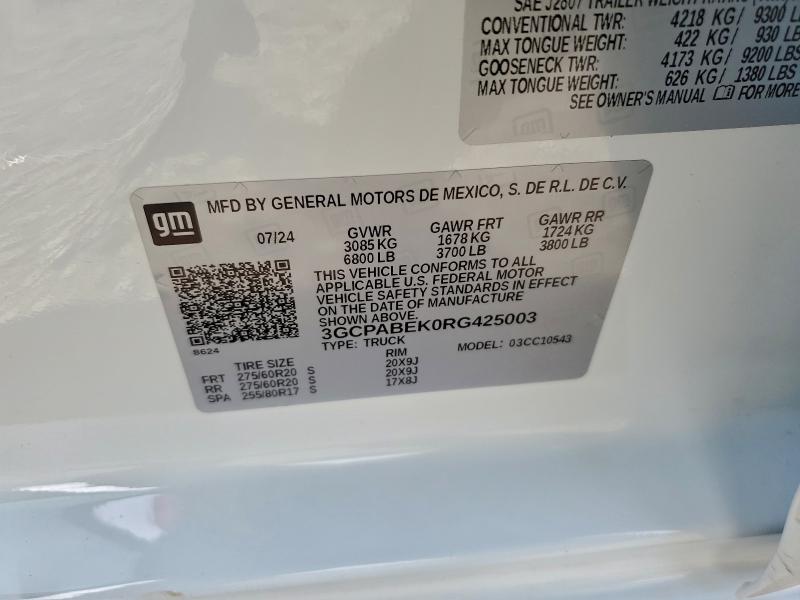 SAE J2807 TRAILER WEIGHT
CONVENTIONAL TWR: 4218 KG/ 9300 L
MAX TONGUE WEIGHT: 422 KG/ 930 LB
GOOSENECK TWR: 4173 KG/ 9200 LBS
MAX TONGUE WEIGHT: 626 KG/ 1380 LBS
SEE OWNER'S MANUAL FOR MORE
gm
MFD BY GENERAL MOTORS DE MEXICO, S. DE R.L. DE C.V.
07/24 GVWR GAWR FRT GAWR RR
3085 KG 1678 KG 1724 KG
6800 LB 3700 LB 3800 LB
THIS VEHICLE CONFORMS TO ALL
APPLICABLE U.S. FEDERAL MOTOR
VEHICLE SAFETY STANDARDS IN EFFECT
ON THE DATE OF MANUFACTURE
SHOWN ABOVE.
3GCPABEK0RG425003
8624
TYPE: TRUCK MODEL: 03CC10543
TIRE SIZE RIM
FRT 275/60R20 S 20X9J
RR 275/60R20 S 20X9J
SPA 255/80R17 S 17X8J